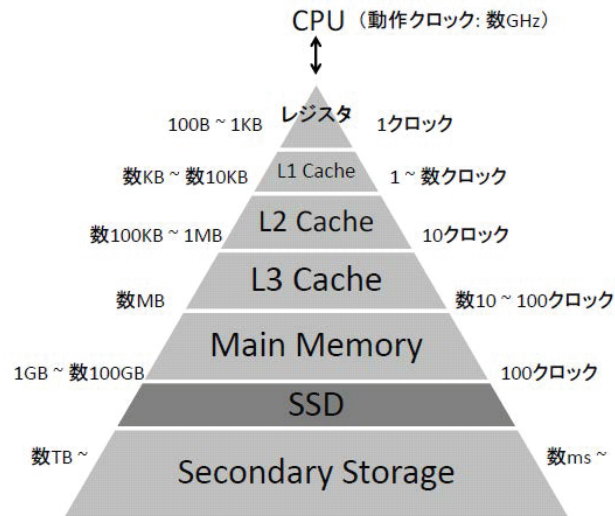 CPU (動作クロック: 数GHz)
レジスタ
100B ~ 1KB
1クロック
L1 Cache
数KB ~ 数10KB
1 ~ 数クロック
L2 Cache
数100KB ~ 1MB
10クロック
L3 Cache
数MB
数10 ~ 100クロック
Main Memory
1GB ~ 数100GB
100クロック
SSD
数TB ~
数ms ~
Secondary Storage